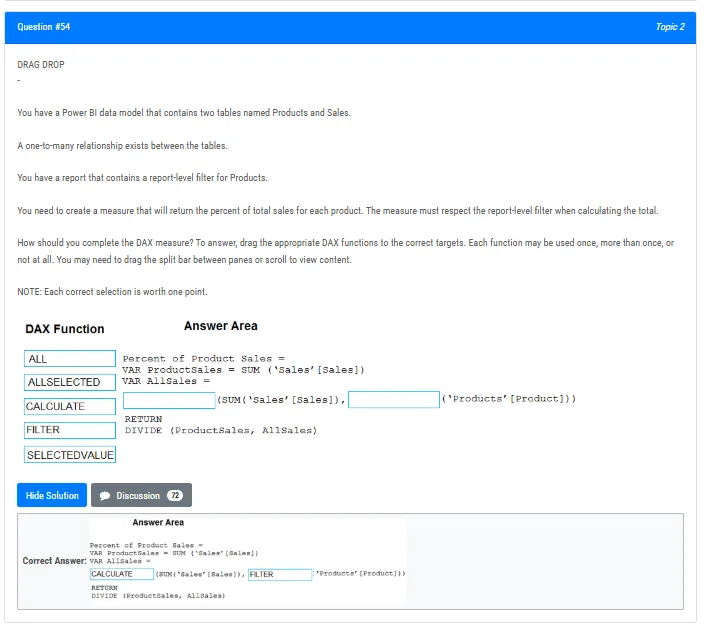 Question #54 Topic 2
DRAG DROP
-
You have a Power BI data model that contains two tables named Products and Sales.
A one-to-many relationship exists between the tables.
You have a report that contains a report-level filter for Products.
You need to create a measure that will return the percent of total sales for each product. The measure must respect the report-level filter when calculating the total.
How should you complete the DAX measure? To answer, drag the appropriate DAX functions to the correct targets. Each function may be used once, more than once, or
not at all. You may need to drag the split bar between panes or scroll to view content.
NOTE: Each correct selection is worth one point.
DAX Function Answer Area
ALL
ALLSELECTED
CALCULATE
FILTER
SELECTEDVALUE
Percent of Product Sales =
VAR ProductSales = SUM ('Sales'[Sales])
VAR AllSales =
(SUM('Sales'[Sales]), ('Products'[Product]))
RETURN
DIVIDE (ProductSales, AllSales)
Hide Solution Discussion 72
Answer Area
Correct Answer:
Percent of Product Sales =
VAR ProductSales = SUM ('Sales'[Sales])
VAR AllSales =
CALCULATE (SUM('Sales'[Sales]), FILTER ('Products'[Product]))
RETURN
DIVIDE (ProductSales, AllSales)